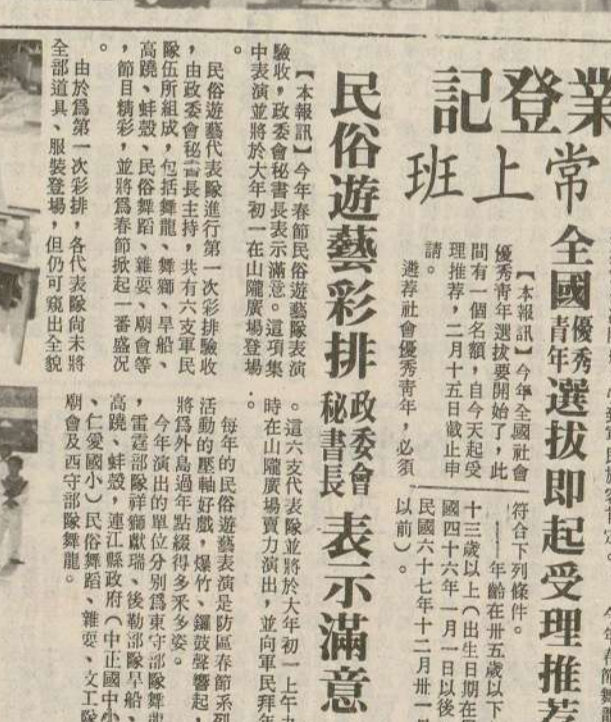 業登記
常上班
全國優秀青年選拔即起受理推荐
【本報訊】今年全國社會
優秀青年選拔要開始了，此
間有一個名額，自今天起受
理推荐，二月十五日截止申
請。
遴荐社會優秀青年，必須
符合下列條件。
——年齡在卅五歲以下
十三歲以上（出生日期在
國四十六年一月一日以後
民國六十七年十二月卅一
以前）。
民俗遊藝彩排 政委會秘書長 表示滿意
【本報訊】今年春節民俗遊藝隊表演
驗收，政委會秘書長表示滿意。這項集
中表演並將於大年初一在山隴廣場登場
。
民俗遊藝代表隊進行第一次彩排驗收
，由政委會秘書長主持，共有六支軍民
隊伍所組成，包括舞龍、舞獅、旱船、
高蹺、蚌殼、民俗舞蹈、雜耍、廟會等
，節目精彩，並將爲春節掀起一番盛況
。
由於爲第一次彩排，各代表隊尚未將
全部道具、服裝登場，但仍可窺出全貌
。這六支代表隊並將於大年初一上午九
時在山隴廣場賣力演出，並向軍民拜年
。
每年的民俗遊藝表演是防區春節系列
活動的壓軸好戲，爆竹、鑼鼓聲響起，
將爲外島過年點綴得多釆多姿。
今年演出的單位分別爲東守部隊舞龍
，雷霆部隊祥獅獻瑞、後勤部隊旱船、
高蹺、蚌殼，連江縣政府（中正國中小
、仁愛國小）民俗舞蹈、雜耍、文工隊
廟會及西守部隊舞龍。